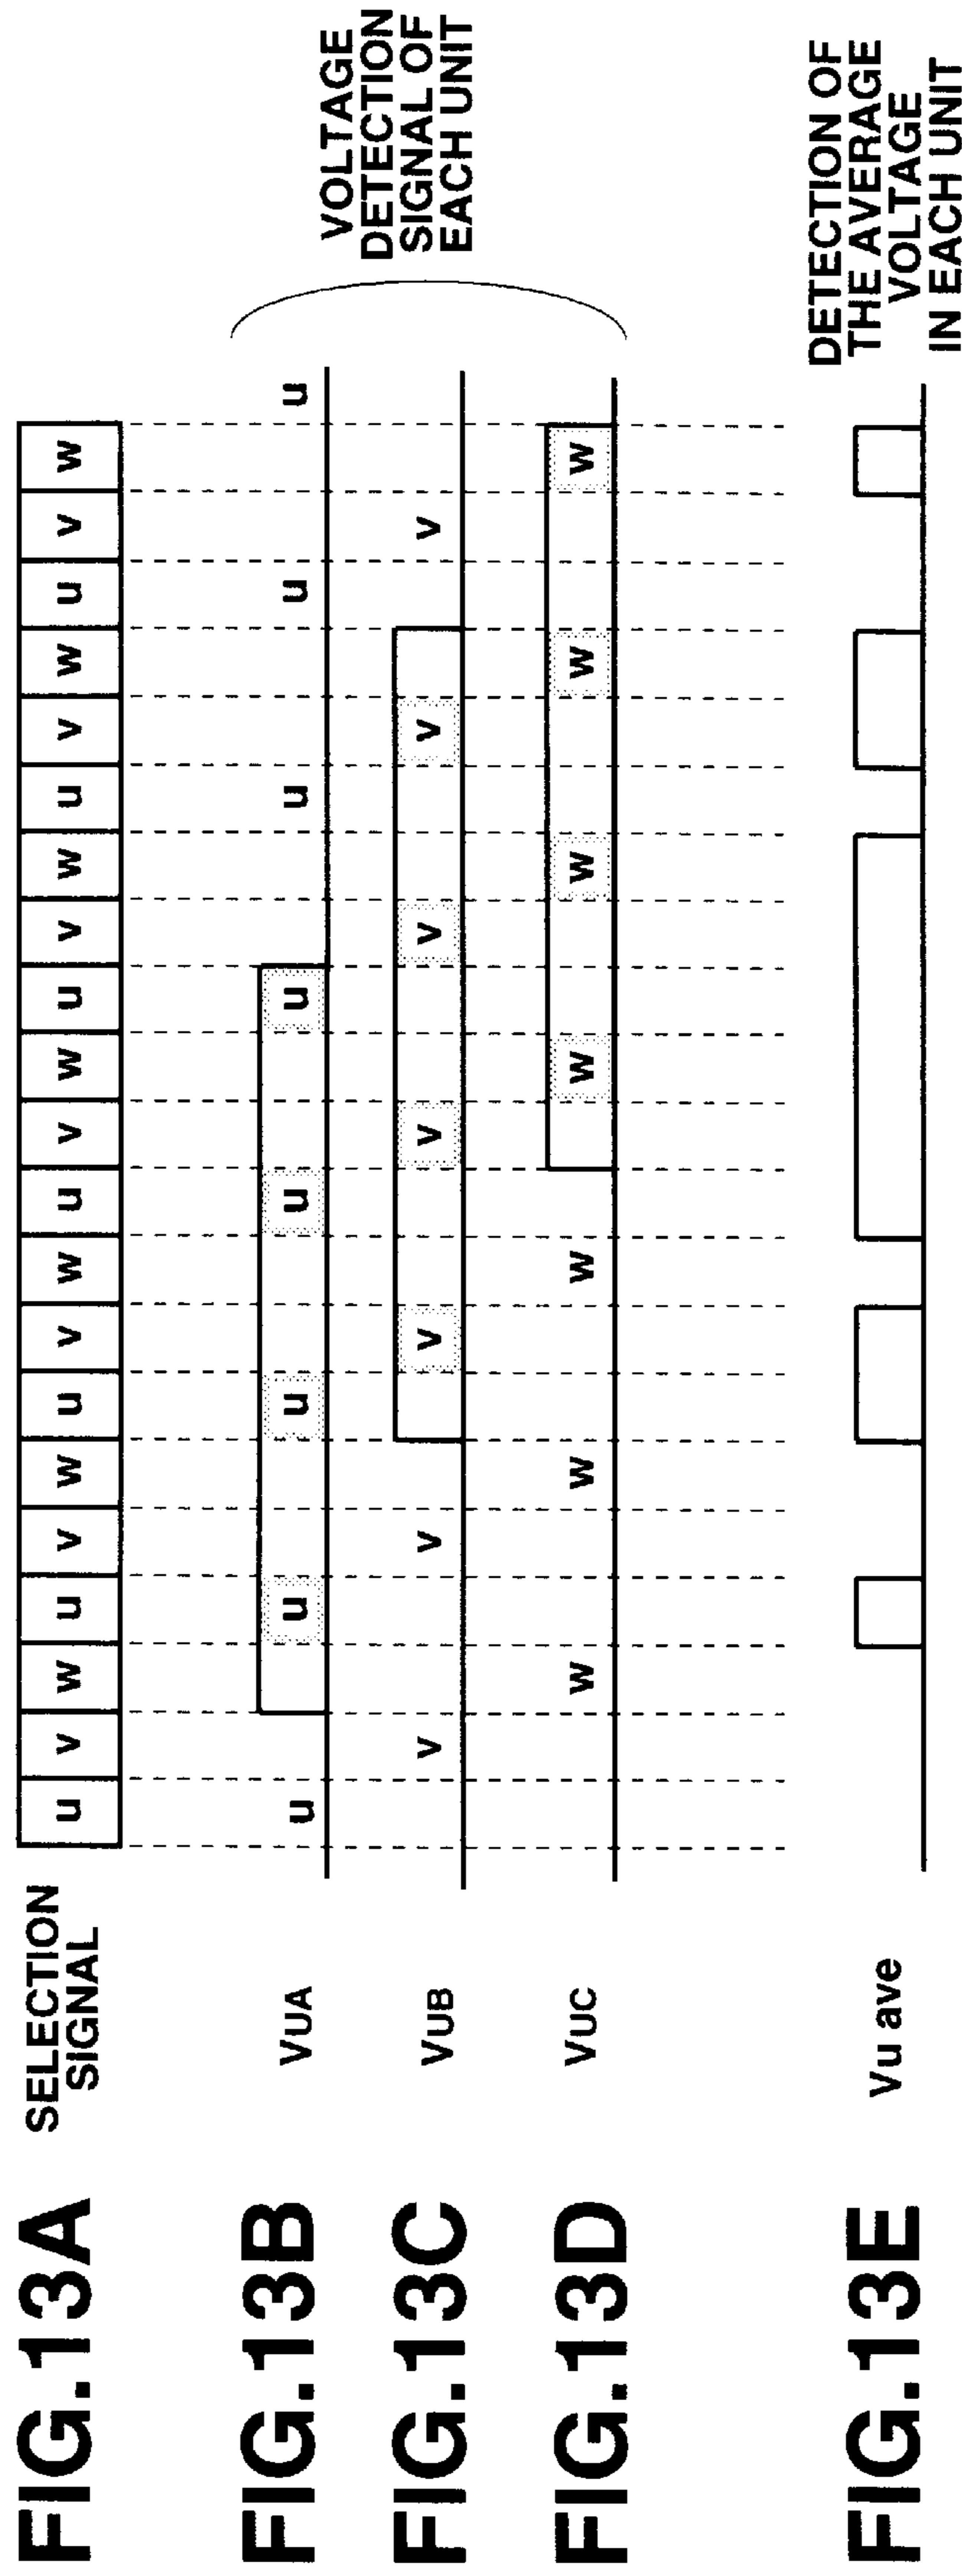 FIG.13A
SELECTION
SIGNAL
u v w u v w u v w u v w u v w u v w u v w
FIG.13B
VUA
u u u u u u u u
FIG.13C
VUB
v v v v v v v
FIG.13D
VUC
w w w w w w w
VOLTAGE
DETECTION
SIGNAL OF
EACH UNIT
FIG.13E
Vu ave
DETECTION OF
THE AVERAGE
VOLTAGE
IN EACH UNIT